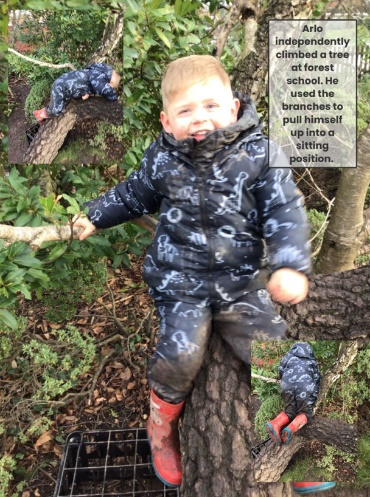 Arlo
independently
climbed a tree
at forest
school. He
used the
branches to
pull himself
up into a
sitting
position.